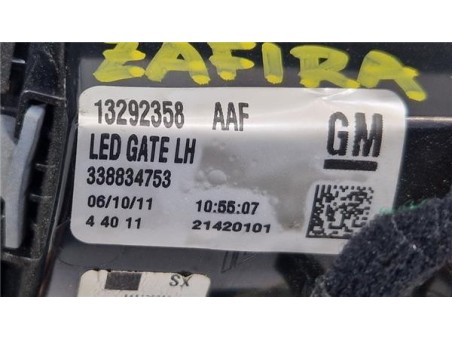 ZAFIRA
13292358 AAF
GM
LED GATE LH
338834753
06/10/11 10:55:07
4 40 11 21420101
SX